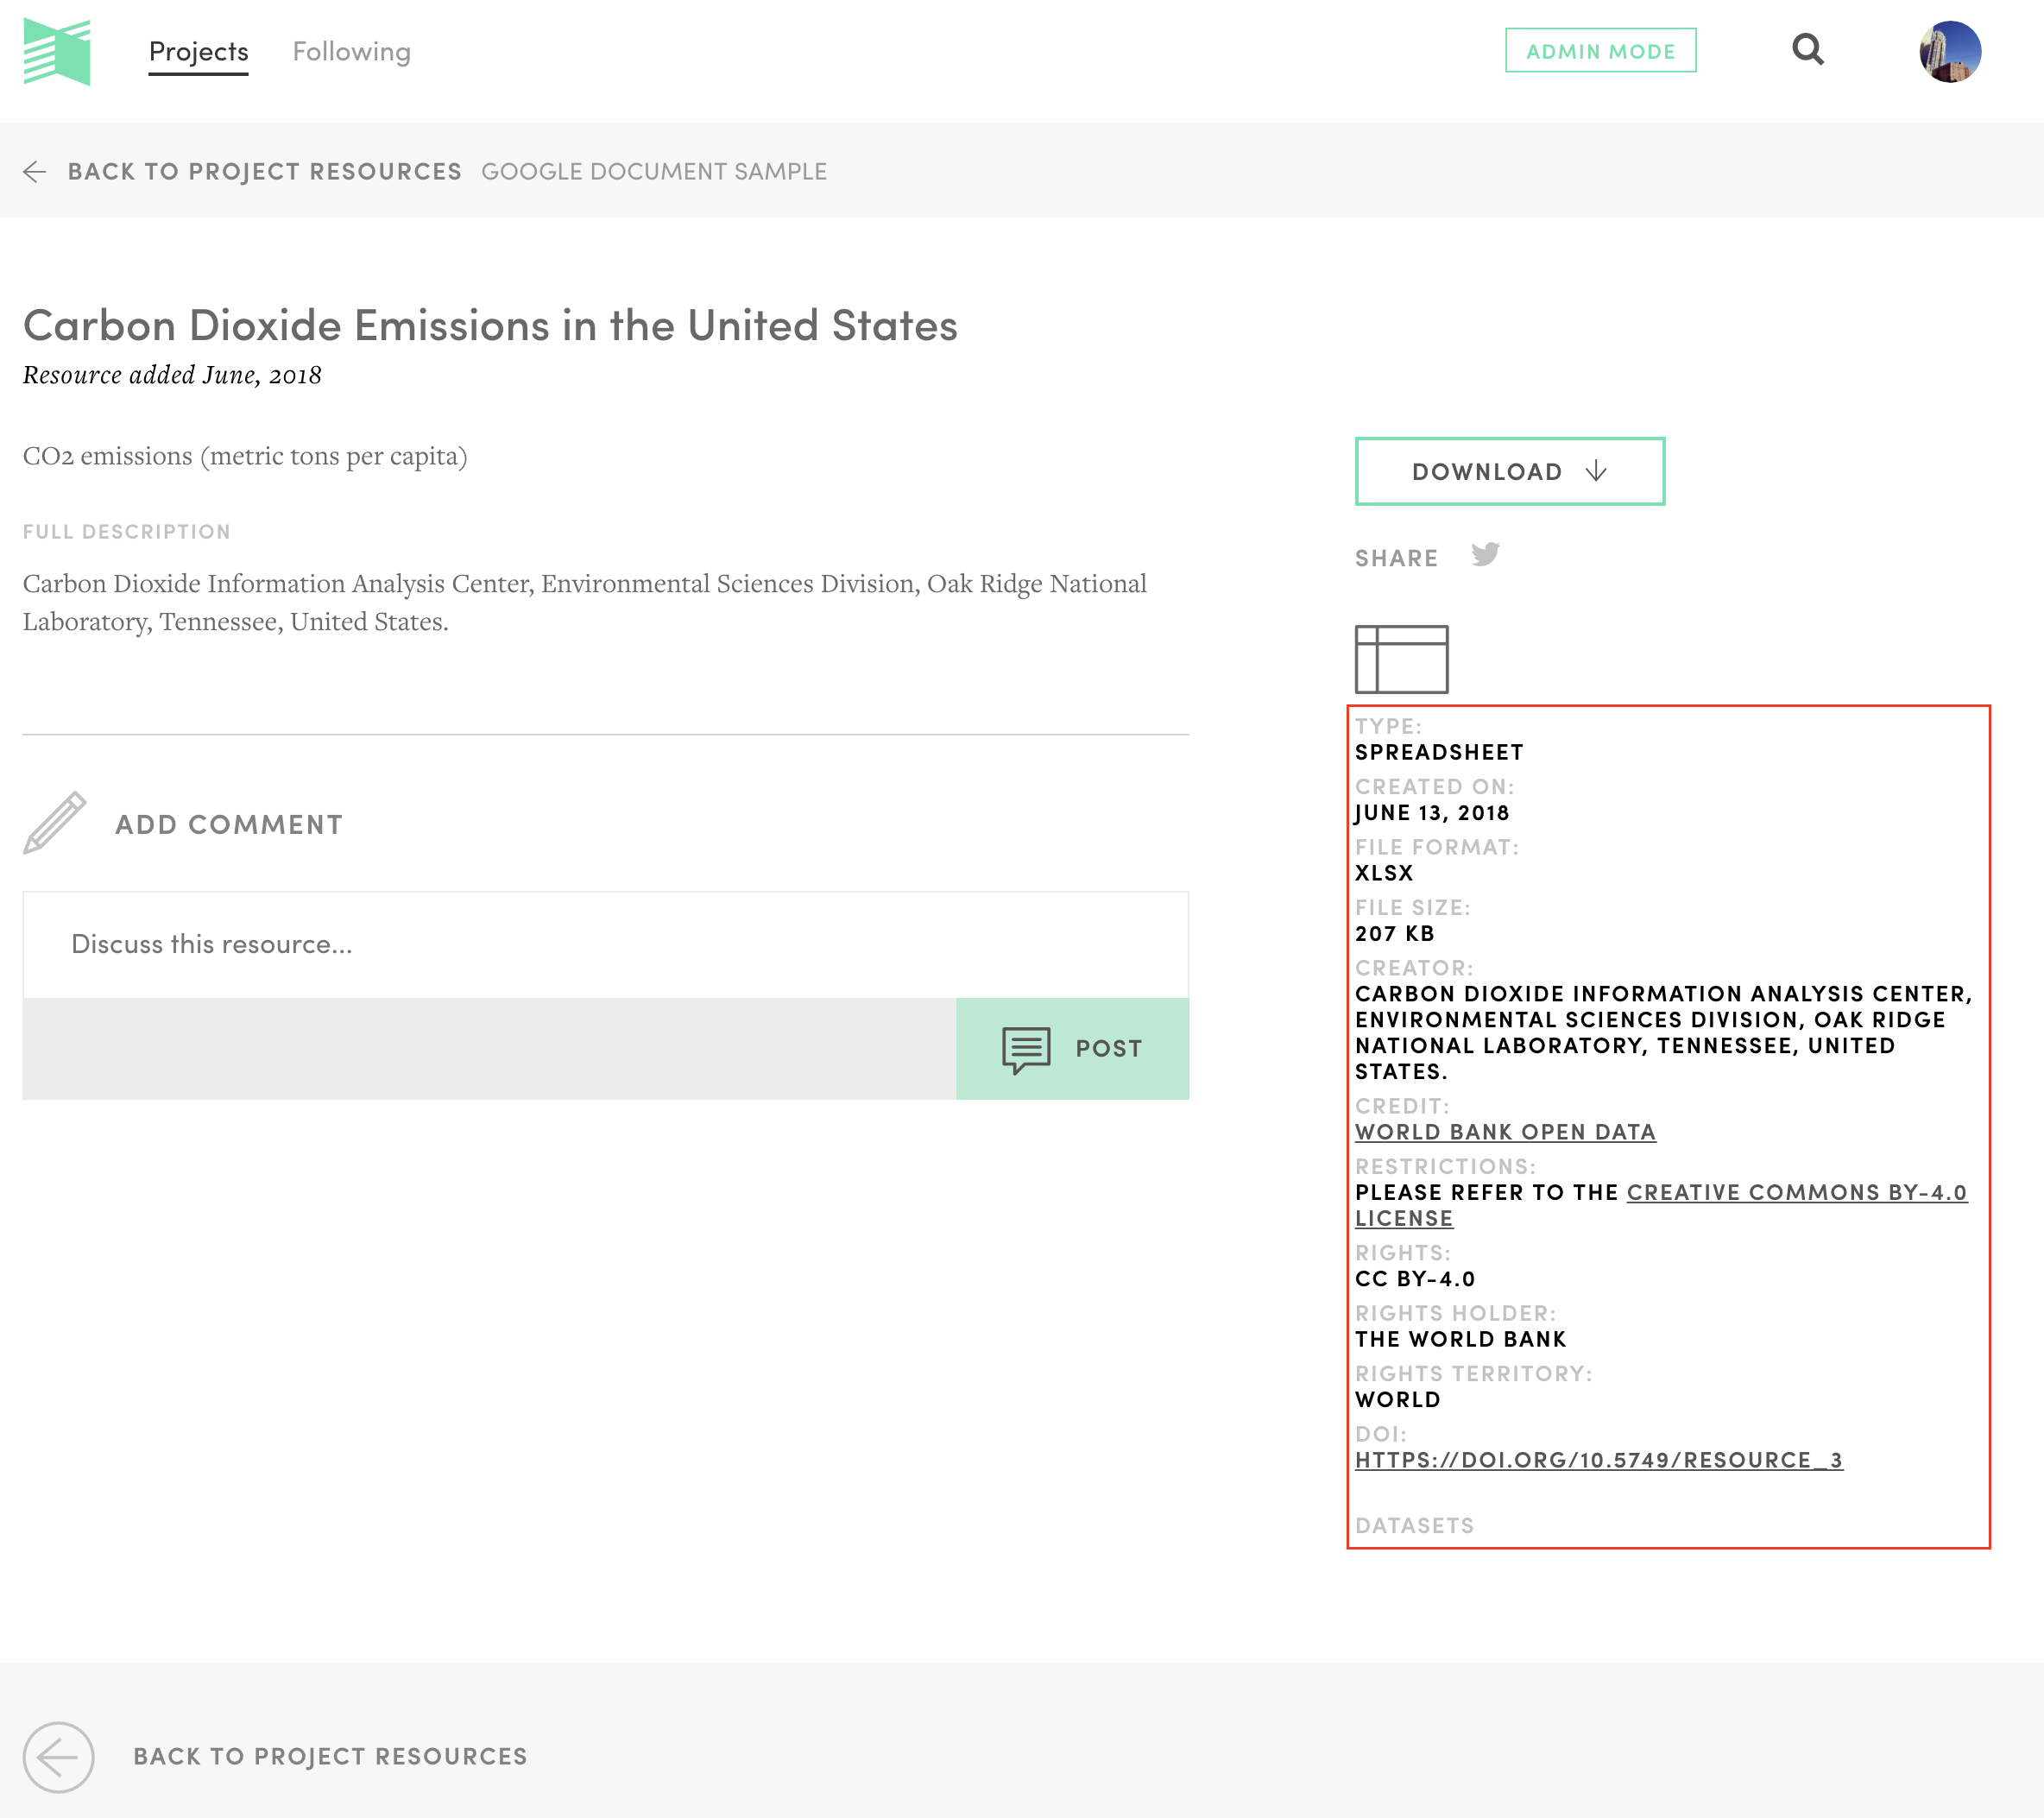 Projects
Following
ADMIN MODE
BACK TO PROJECT RESOURCES GOOGLE DOCUMENT SAMPLE
Carbon Dioxide Emissions in the United States
Resource added June, 2018
CO2 emissions (metric tons per capita)
FULL DESCRIPTION
Carbon Dioxide Information Analysis Center, Environmental Sciences Division, Oak Ridge National
Laboratory, Tennessee, United States.
ADD COMMENT
Discuss this resource...
POST
DOWNLOAD
SHARE
TYPE:
SPREADSHEET
CREATED ON:
JUNE 13, 2018
FILE FORMAT:
XLSX
FILE SIZE:
207 KB
CREATOR:
CARBON DIOXIDE INFORMATION ANALYSIS CENTER,
ENVIRONMENTAL SCIENCES DIVISION, OAK RIDGE
NATIONAL LABORATORY, TENNESSEE, UNITED
STATES.
CREDIT:
WORLD BANK OPEN DATA
RESTRICTIONS:
PLEASE REFER TO THE CREATIVE COMMONS BY-4.0
LICENSE
RIGHTS:
CC BY-4.0
RIGHTS HOLDER:
THE WORLD BANK
RIGHTS TERRITORY:
WORLD
DOI:
HTTPS://DOI.ORG/10.5749/RESOURCE_3
DATASETS
BACK TO PROJECT RESOURCES